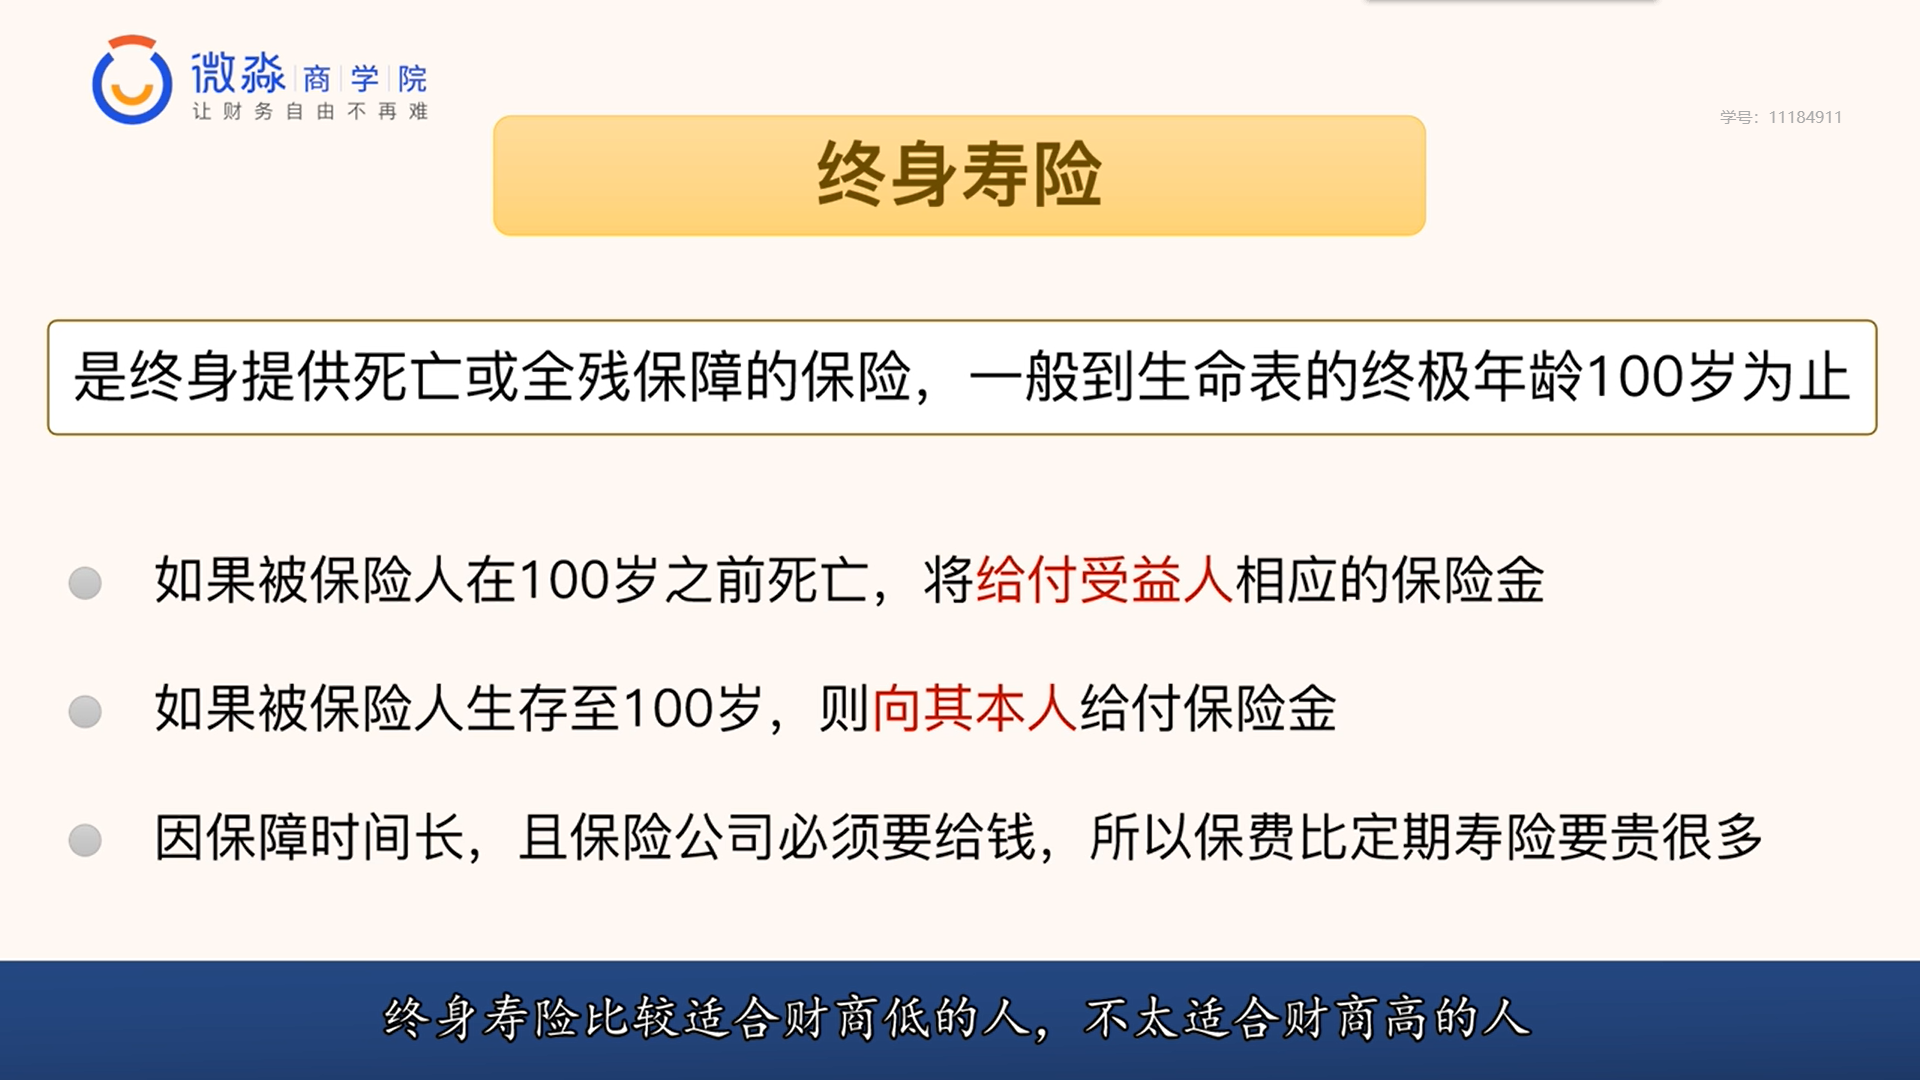 微淼商学院
让财务自由不再难
学号：11184911
终身寿险
是终身提供死亡或全残保障的保险，一般到生命表的终极年龄100岁为止
如果被保险人在100岁之前死亡，将给付受益人相应的保险金
如果被保险人生存至100岁，则向其本人给付保险金
因保障时间长，且保险公司必须要给钱，所以保费比定期寿险要贵很多
终身寿险比较适合财商低的人，不太适合财商高的人